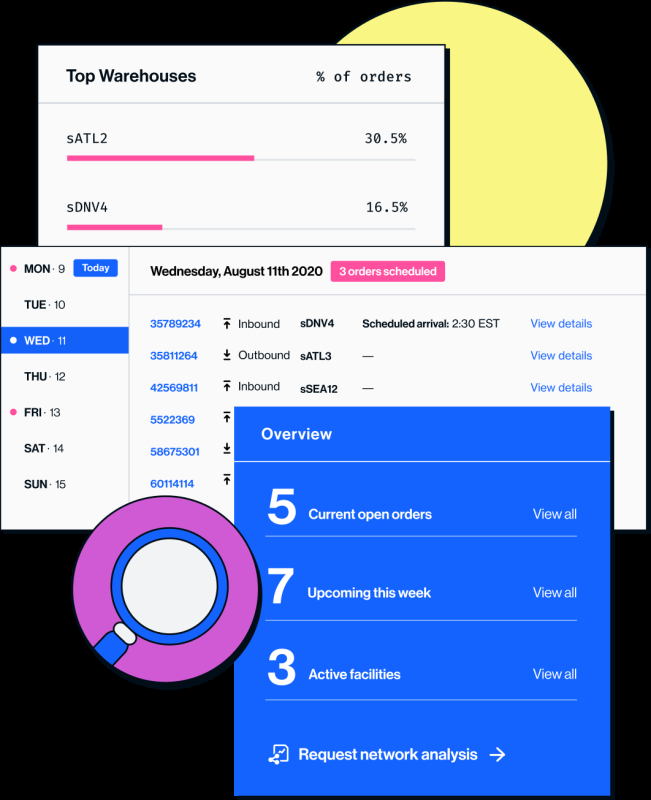 Top Warehouses % of orders
sATL2 30.5%
sDNV4 16.5%
MON · 9 Today
TUE · 10
WED · 11
THU · 12
FRI · 13
SAT · 14
SUN · 15
Wednesday, August 11th 2020 3 orders scheduled
35789234 Inbound sDNV4 Scheduled arrival: 2:30 EST View details
35811264 Outbound sATL3 — View details
42569811 Inbound sSEA12 — View details
5522369
58675301
60114114
Overview
5 Current open orders View all
7 Upcoming this week View all
3 Active facilities View all
Request network analysis